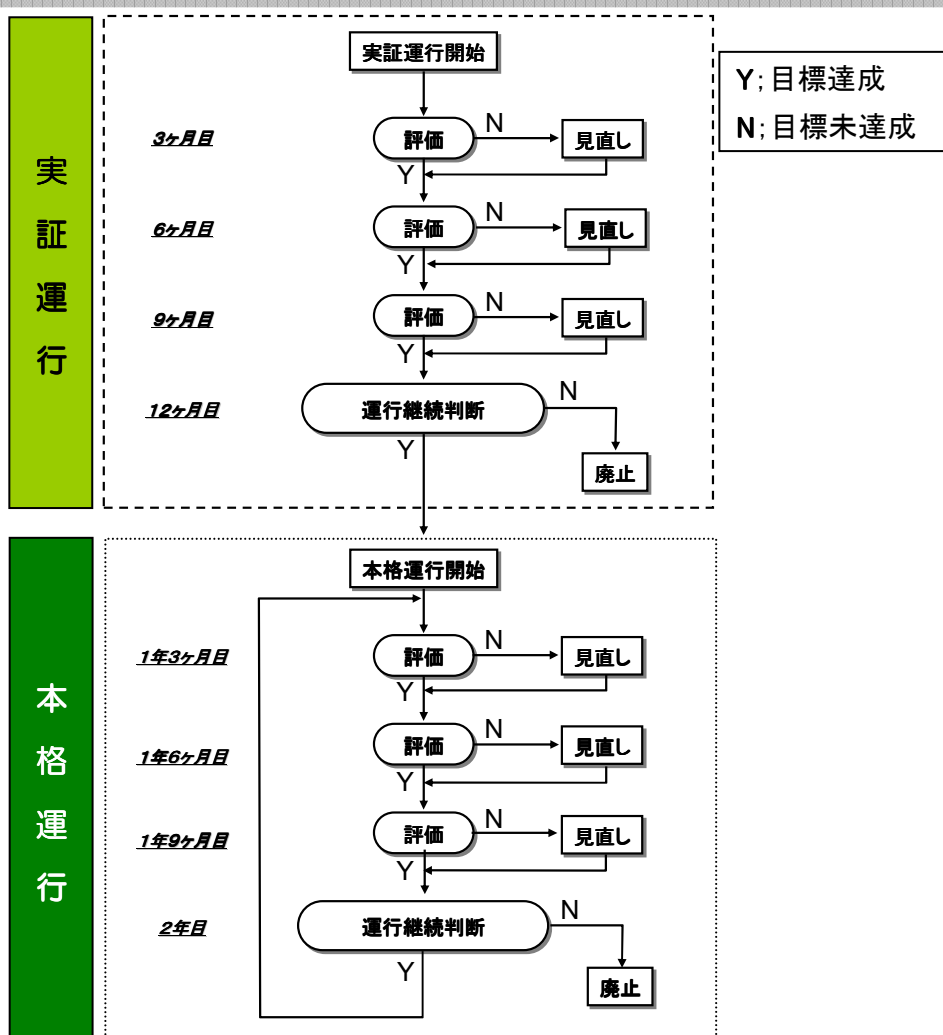 実証運行
実証運行開始
Y;目標達成
N;目標未達成
3ヶ月目
評価
N
見直し
Y
6ヶ月目
評価
N
見直し
Y
9ヶ月目
評価
N
見直し
Y
12ヶ月目
運行継続判断
N
Y
廃止
本格運行
本格運行開始
1年3ヶ月目
評価
N
見直し
Y
1年6ヶ月目
評価
N
見直し
Y
1年9ヶ月目
評価
N
見直し
Y
2年目
運行継続判断
N
Y
廃止